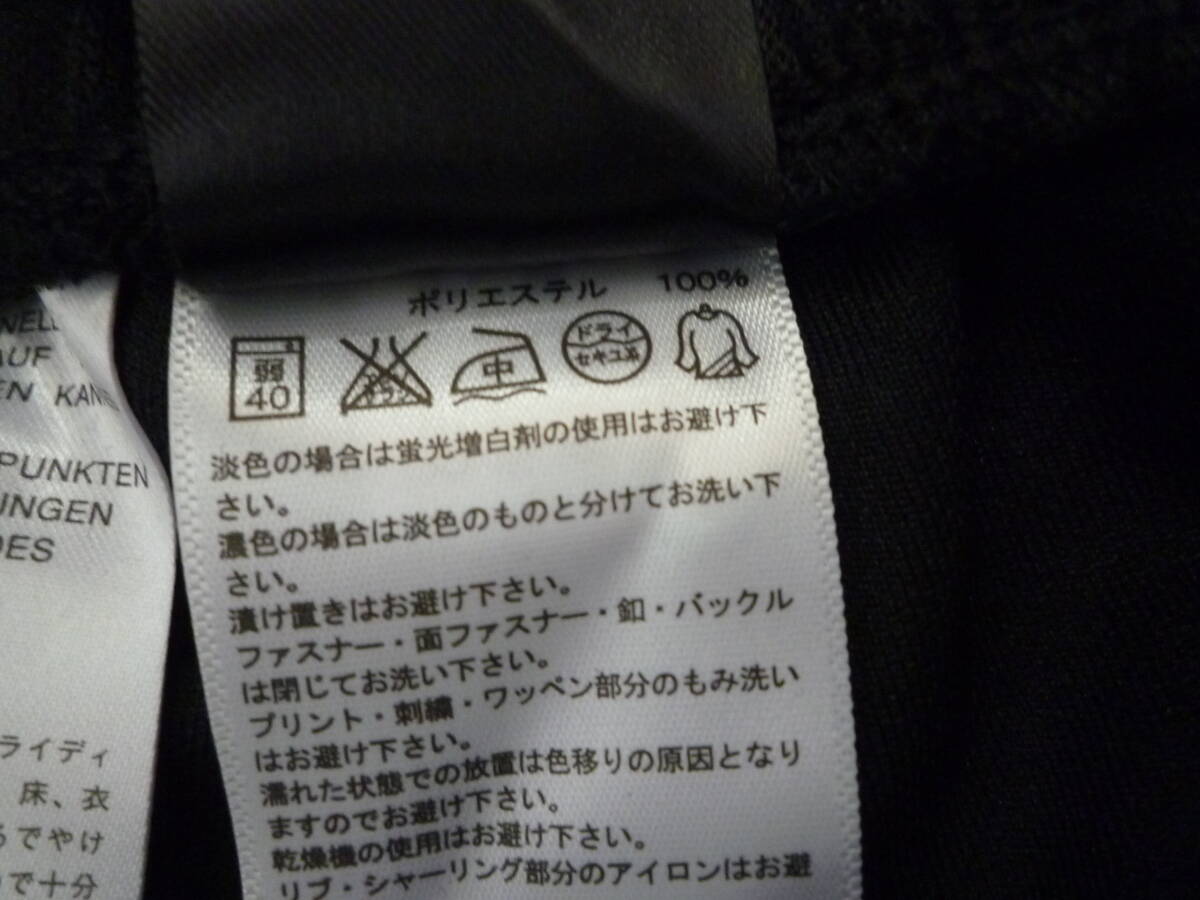 AUF
PUNKTEN
UNGEN
DES
ライディ
床、衣
でやけ
で十分
ポリエステル 100%
弱
40
中
ドライ
セキユ系
淡色の場合は蛍光増白剤の使用はお避け下
さい。
濃色の場合は淡色のものと分けてお洗い下
さい。
漬け置きはお避け下さい。
ファスナー・面ファスナー・釦・バックル
は閉じてお洗い下さい。
プリント・刺繍・ワッペン部分のもみ洗い
はお避け下さい。
濡れた状態での放置は色移りの原因となり
ますのでお避け下さい。
乾燥機の使用はお避け下さい。
リブ・シャーリング部分のアイロンはお避